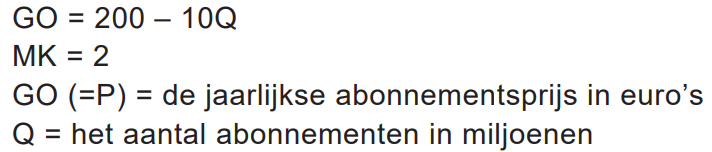 GO = 200 – 10Q
MK = 2
GO (=P) = de jaarlijkse abonnementsprijs in euro’s
Q = het aantal abonnementen in miljoenen